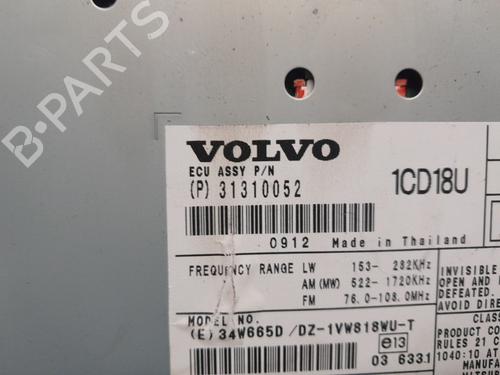 VOLVO
ECU ASSY P/N
(P) 31310052
1CD18U
0912 Made in Thailand
FREQUENCY RANGE LW 153- 282KHz
AM (MW) 522-1720KHz
FM 76.0-108.0MHz
MODEL NO.
(E) 34W665D /DZ-1VW818WU-T
e13
03 6331
INVISIBLE
OPEN AND
DEFEATED.
AVOID DIRE
CLASS
PRODUCT CO
RULES 21 C
1040:10 AT
MITSUB
B-PARTS